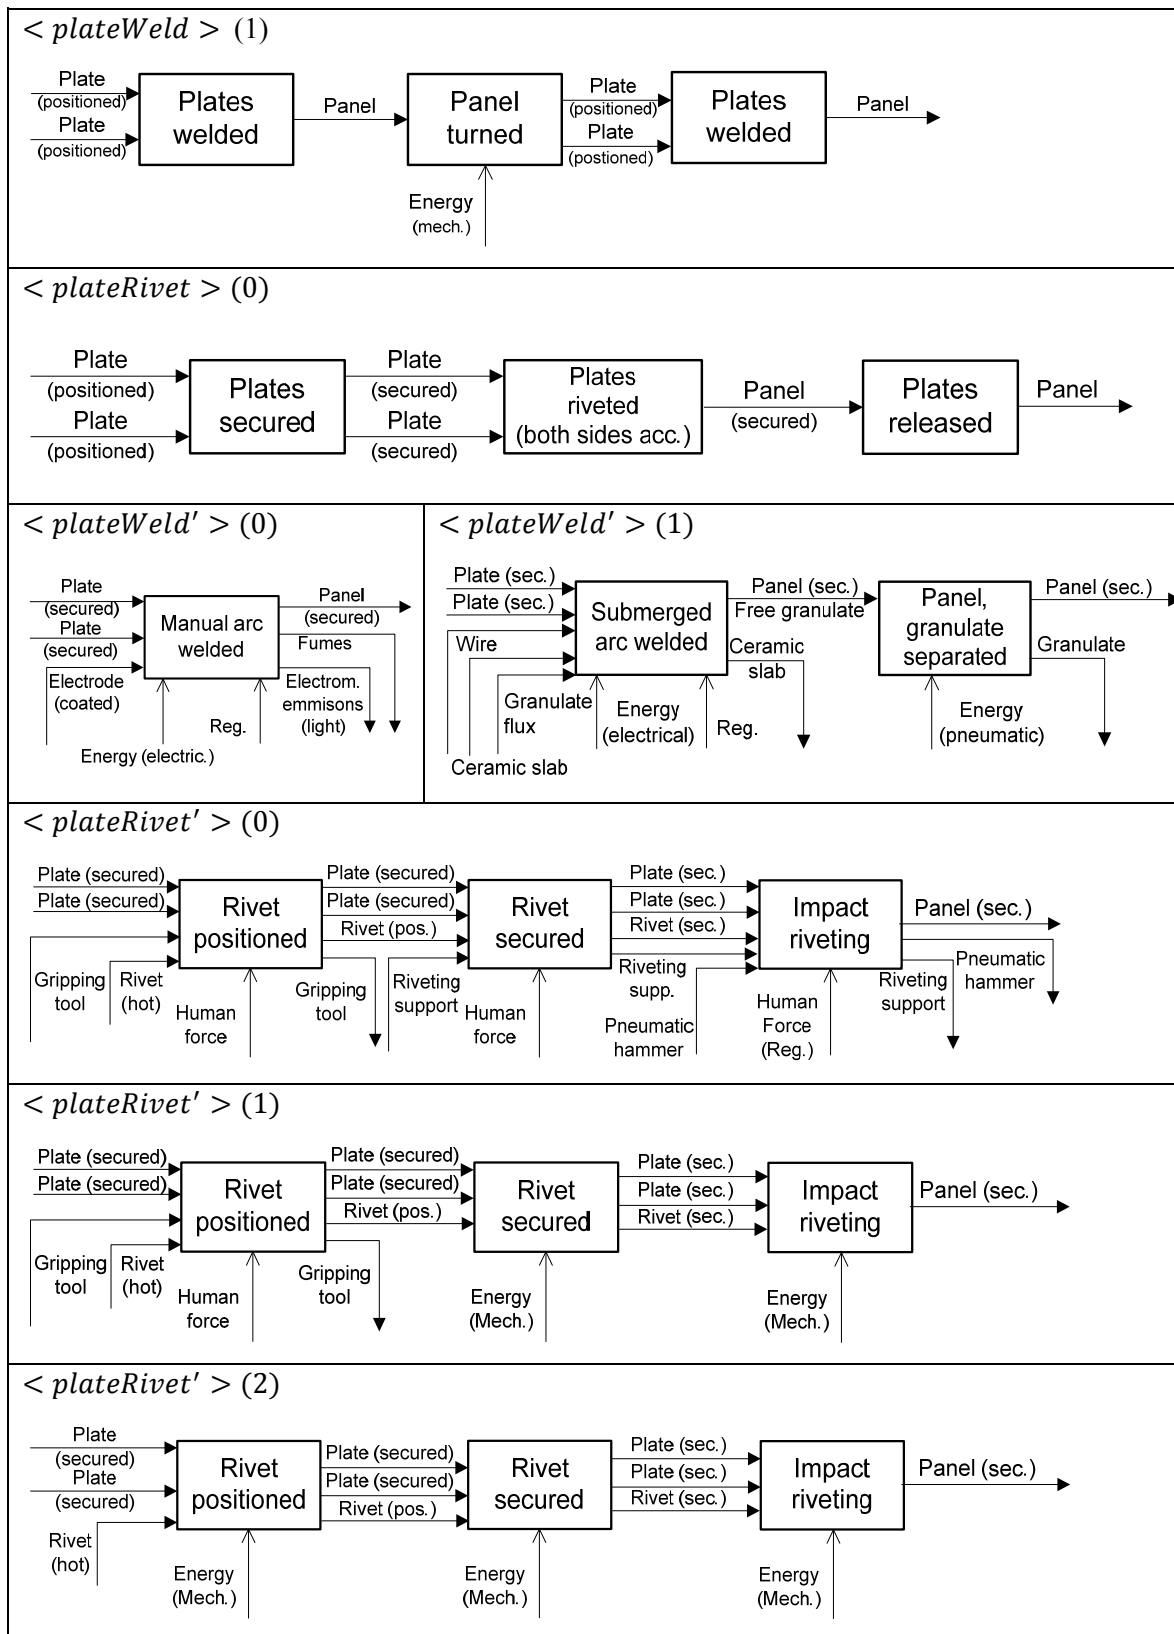 < plateWeld > (1)
Plate
(positioned)
Plate
(positioned)
Plates
welded
Panel
Panel
turned
Energy
(mech.)
Plate
(positioned)
Plate
(postioned)
Plates
welded
Panel
< plateRivet > (0)
Plate
(positioned)
Plate
(positioned)
Plates
secured
Plate
(secured)
Plate
(secured)
Plates
riveted
(both sides acc.)
Panel
(secured)
Plates
released
Panel
< plateWeld' > (0)
Plate
(secured)
Plate
(secured)
Electrode
(coated)
Manual arc
welded
Energy (electric.)
Reg.
Panel
(secured)
Fumes
Electrom.
emmisons
(light)
< plateWeld' > (1)
Plate (sec.)
Plate (sec.)
Wire
Granulate
flux
Ceramic slab
Submerged
arc welded
Energy
(electrical)
Reg.
Panel (sec.)
Free granulate
Ceramic
slab
Panel,
granulate
separated
Energy
(pneumatic)
Panel (sec.)
Granulate
< plateRivet' > (0)
Plate (secured)
Plate (secured)
Gripping
tool
Rivet
(hot)
Rivet
positioned
Human
force
Plate (secured)
Plate (secured)
Rivet (pos.)
Gripping
tool
Riveting
support
Rivet
secured
Human
force
Plate (sec.)
Plate (sec.)
Rivet (sec.)
Riveting
supp.
Pneumatic
hammer
Impact
riveting
Human
Force
(Reg.)
Panel (sec.)
Riveting
support
Pneumatic
hammer
< plateRivet' > (1)
Plate (secured)
Plate (secured)
Gripping
tool
Rivet
(hot)
Rivet
positioned
Human
force
Plate (secured)
Plate (secured)
Rivet (pos.)
Gripping
tool
Rivet
secured
Energy
(Mech.)
Plate (sec.)
Plate (sec.)
Rivet (sec.)
Impact
riveting
Energy
(Mech.)
Panel (sec.)
< plateRivet' > (2)
Plate
(secured)
Plate
(secured)
Rivet
(hot)
Rivet
positioned
Energy
(Mech.)
Plate (secured)
Plate (secured)
Rivet (pos.)
Rivet
secured
Energy
(Mech.)
Plate (sec.)
Plate (sec.)
Rivet (sec.)
Impact
riveting
Energy
(Mech.)
Panel (sec.)